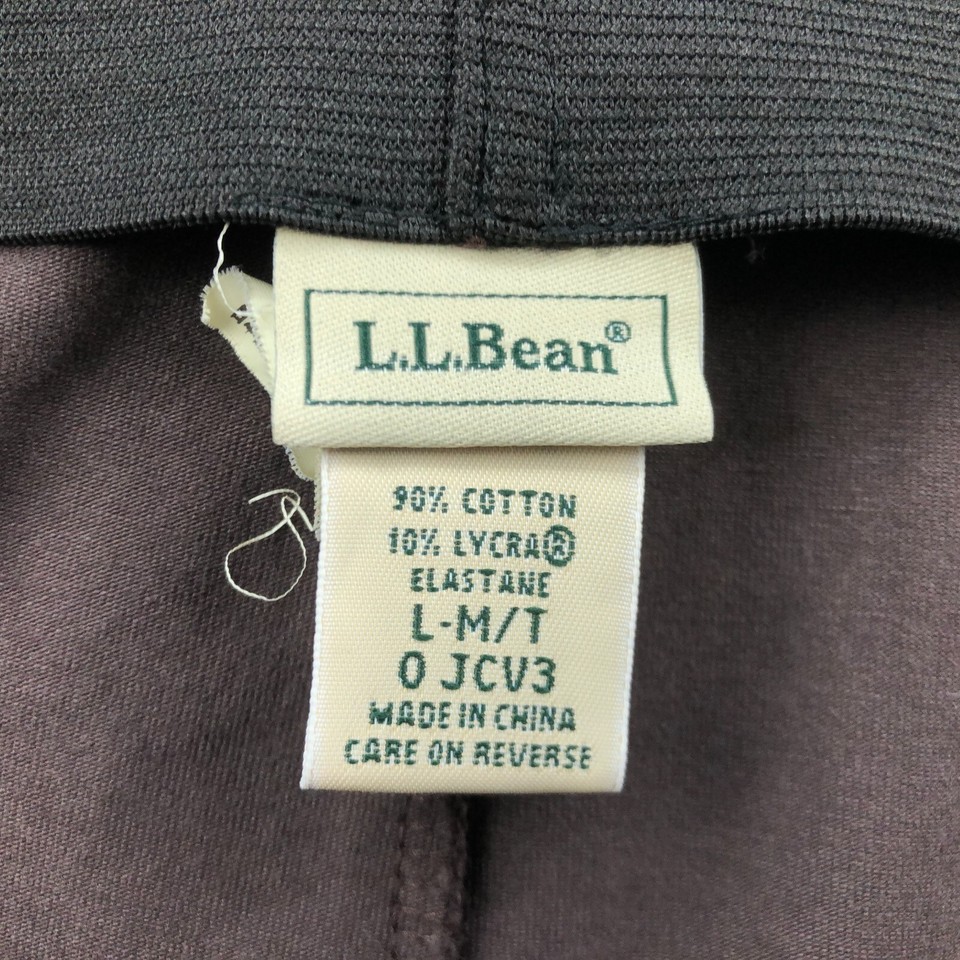 L.L.Bean®
90% COTTON
10% LYCRA®
ELASTANE
L-M/T
0 JCV3
MADE IN CHINA
CARE ON REVERSE